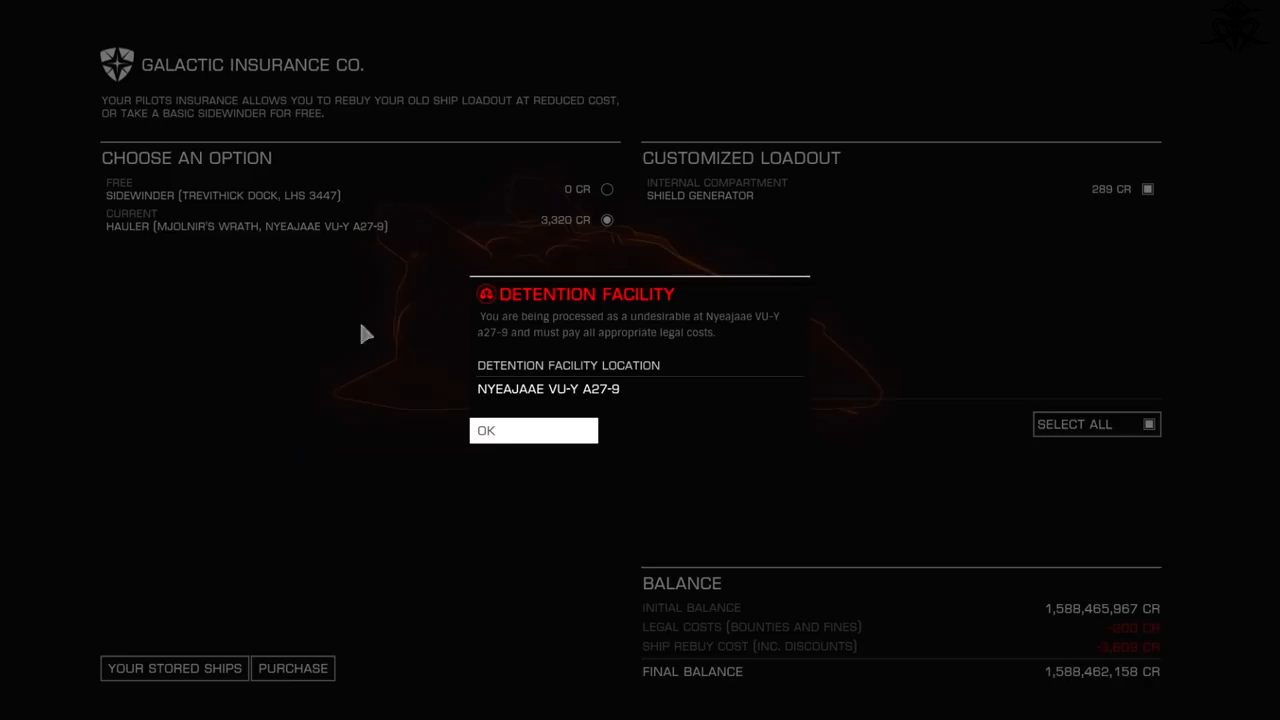 GALACTIC INSURANCE CO.
YOUR PILOTS INSURANCE ALLOWS YOU TO REBUY YOUR OLD SHIP LOADOUT AT REDUCED COST,
OR TAKE A BASIC SIDEWINDER FOR FREE.
CHOOSE AN OPTION
FREE
SIDEWINDER (TREVITHICK DOCK, LHS 3447) 0 CR
CURRENT
HAULER (MJOLNIR'S WRATH, NYEAJAAE VU-Y A27-9) 3,320 CR
CUSTOMIZED LOADOUT
INTERNAL COMPARTMENT
SHIELD GENERATOR 289 CR
DETENTION FACILITY
You are being processed as a undesirable at Nyeajaae VU-Y
a27-9 and must pay all appropriate legal costs.
DETENTION FACILITY LOCATION
NYEAJAAE VU-Y A27-9
OK
SELECT ALL
BALANCE
INITIAL BALANCE 1,588,465,967 CR
LEGAL COSTS (BOUNTIES AND FINES) -200 CR
SHIP REBUY COST (INC. DISCOUNTS) -3,609 CR
FINAL BALANCE 1,588,462,158 CR
YOUR STORED SHIPS
PURCHASE